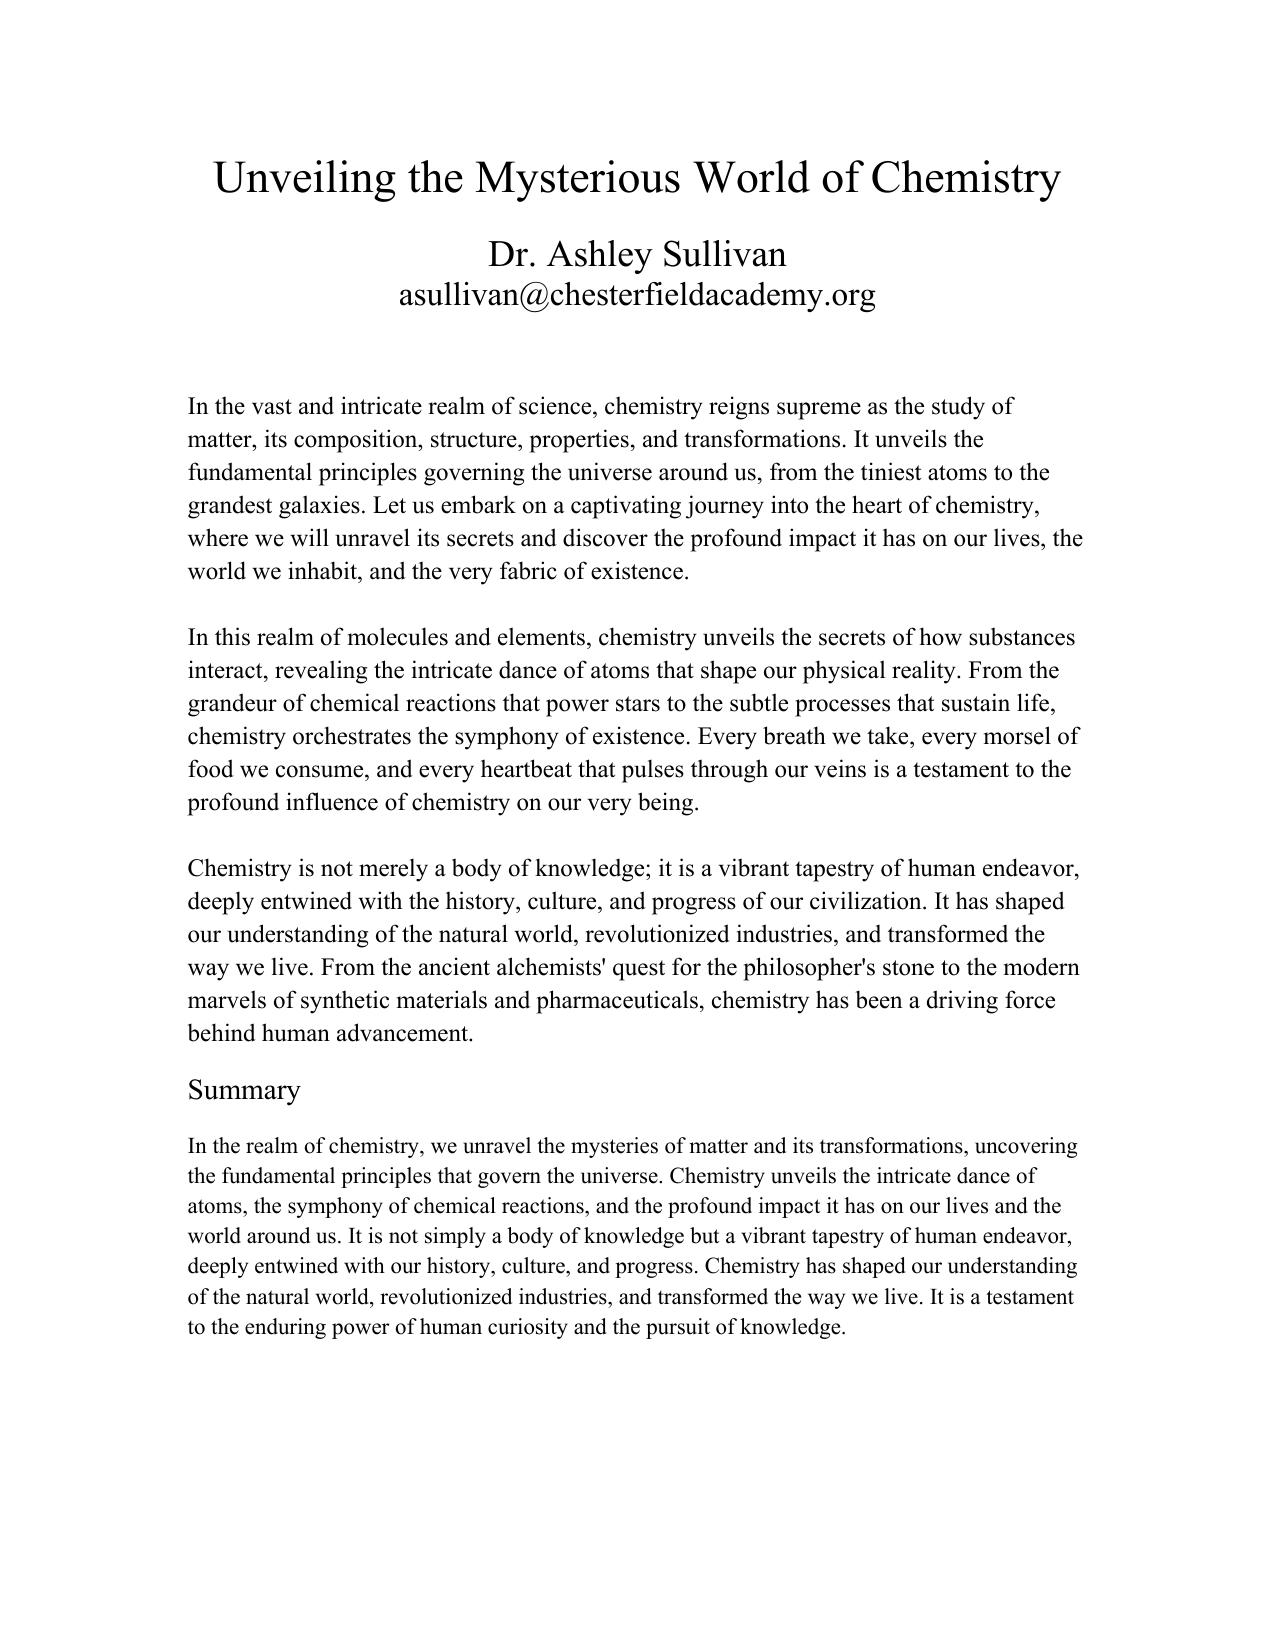 Unveiling the Mysterious World of Chemistry
Dr. Ashley Sullivan
asullivan@chesterfieldacademy.org
In the vast and intricate realm of science, chemistry reigns supreme as the study of
matter, its composition, structure, properties, and transformations. It unveils the
fundamental principles governing the universe around us, from the tiniest atoms to the
grandest galaxies. Let us embark on a captivating journey into the heart of chemistry,
where we will unravel its secrets and discover the profound impact it has on our lives, the
world we inhabit, and the very fabric of existence.
In this realm of molecules and elements, chemistry unveils the secrets of how substances
interact, revealing the intricate dance of atoms that shape our physical reality. From the
grandeur of chemical reactions that power stars to the subtle processes that sustain life,
chemistry orchestrates the symphony of existence. Every breath we take, every morsel of
food we consume, and every heartbeat that pulses through our veins is a testament to the
profound influence of chemistry on our very being.
Chemistry is not merely a body of knowledge; it is a vibrant tapestry of human endeavor,
deeply entwined with the history, culture, and progress of our civilization. It has shaped
our understanding of the natural world, revolutionized industries, and transformed the
way we live. From the ancient alchemists' quest for the philosopher's stone to the modern
marvels of synthetic materials and pharmaceuticals, chemistry has been a driving force
behind human advancement.
Summary
In the realm of chemistry, we unravel the mysteries of matter and its transformations, uncovering
the fundamental principles that govern the universe. Chemistry unveils the intricate dance of
atoms, the symphony of chemical reactions, and the profound impact it has on our lives and the
world around us. It is not simply a body of knowledge but a vibrant tapestry of human endeavor,
deeply entwined with our history, culture, and progress. Chemistry has shaped our understanding
of the natural world, revolutionized industries, and transformed the way we live. It is a testament
to the enduring power of human curiosity and the pursuit of knowledge.